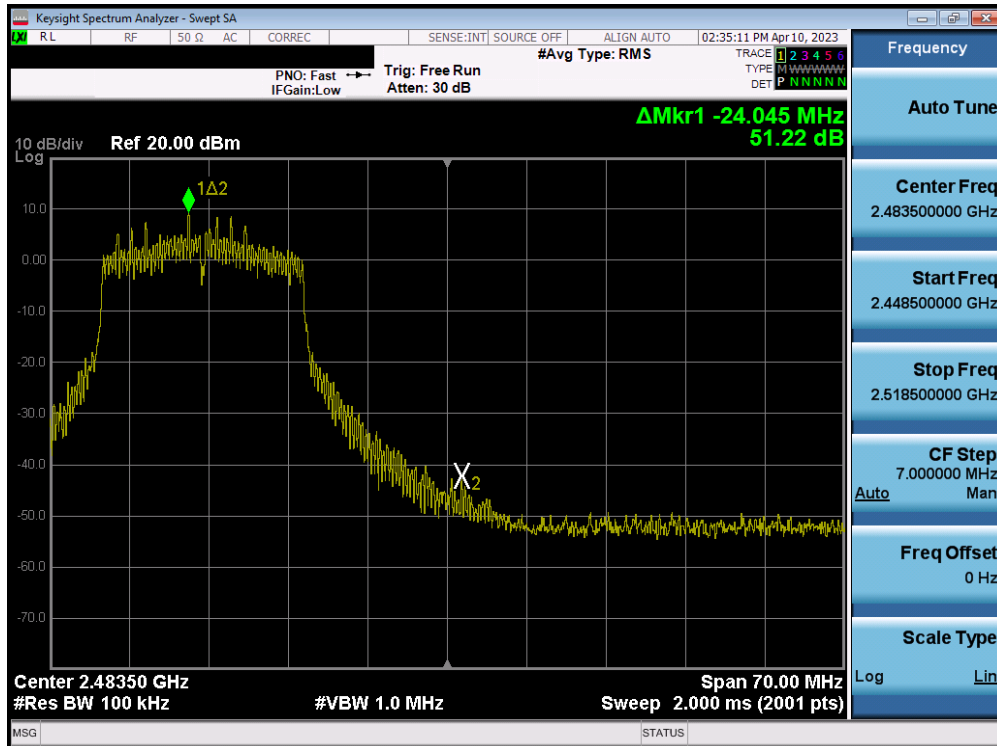 Keysight Spectrum Analyzer - Swept SA
LXI RL RF 50 Ω AC CORREC SENSE:INT SOURCE OFF ALIGN AUTO 02:35:11 PM Apr 10, 2023
#Avg Type: RMS
TRACE 1 2 3 4 5 6
TYPE M WWWWW
DET P N N N N N
PNO: Fast
IFGain:Low
Trig: Free Run
Atten: 30 dB
ΔMkr1 -24.045 MHz
51.22 dB
10 dB/div
Log
Ref 20.00 dBm
1Δ2
10.0
0.00
-10.0
-20.0
-30.0
-40.0
X2
-50.0
-60.0
-70.0
Center 2.48350 GHz
Span 70.00 MHz
#Res BW 100 kHz
#VBW 1.0 MHz
Sweep 2.000 ms (2001 pts)
MSG
STATUS
Frequency
Auto Tune
Center Freq
2.483500000 GHz
Start Freq
2.448500000 GHz
Stop Freq
2.518500000 GHz
CF Step
7.000000 MHz
Auto Man
Freq Offset
0 Hz
Scale Type
Log Lin